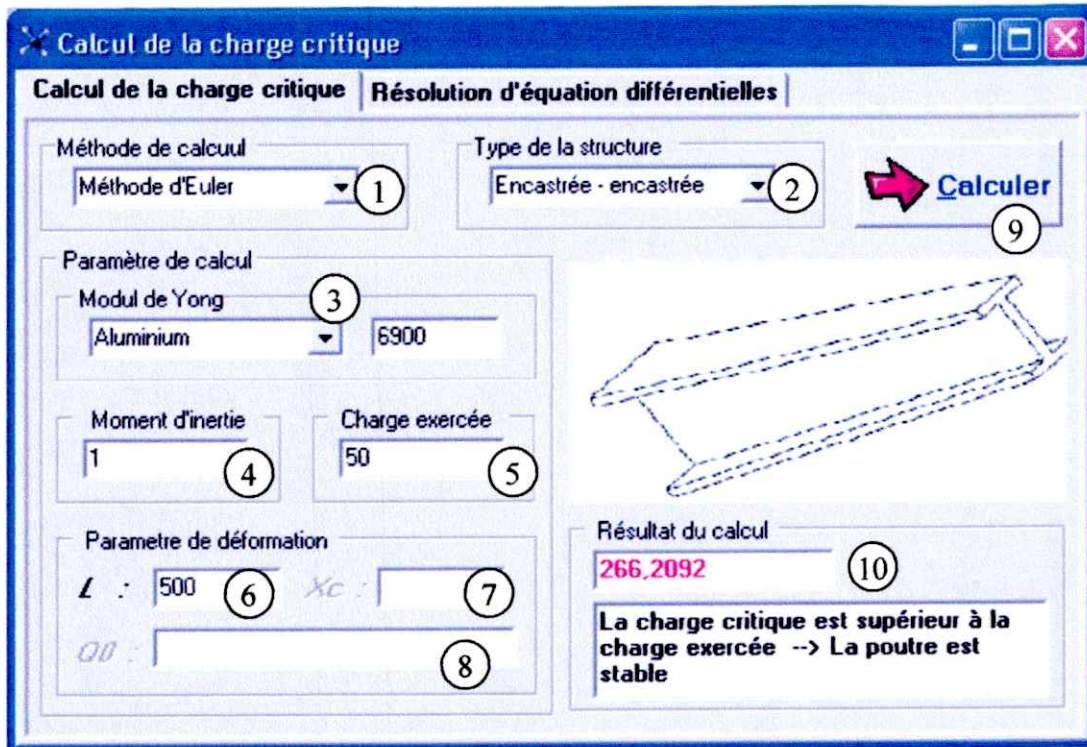 Calcul de la charge critique
Calcul de la charge critique Résolution d'équation différentielles
Méthode de calcuul
Méthode d'Euler
1
Type de la structure
Encastrée - encastrée
2
Calculer
9
Paramètre de calcul
Modul de Yong
3
Aluminium
6900
Moment d'inertie
1
4
Charge exercée
50
5
Parametre de déformation
L : 500
6
Xc :
7
Q0 :
8
Résultat du calcul
266,2092
10
La charge critique est supérieur à la
charge exercée --> La poutre est
stable